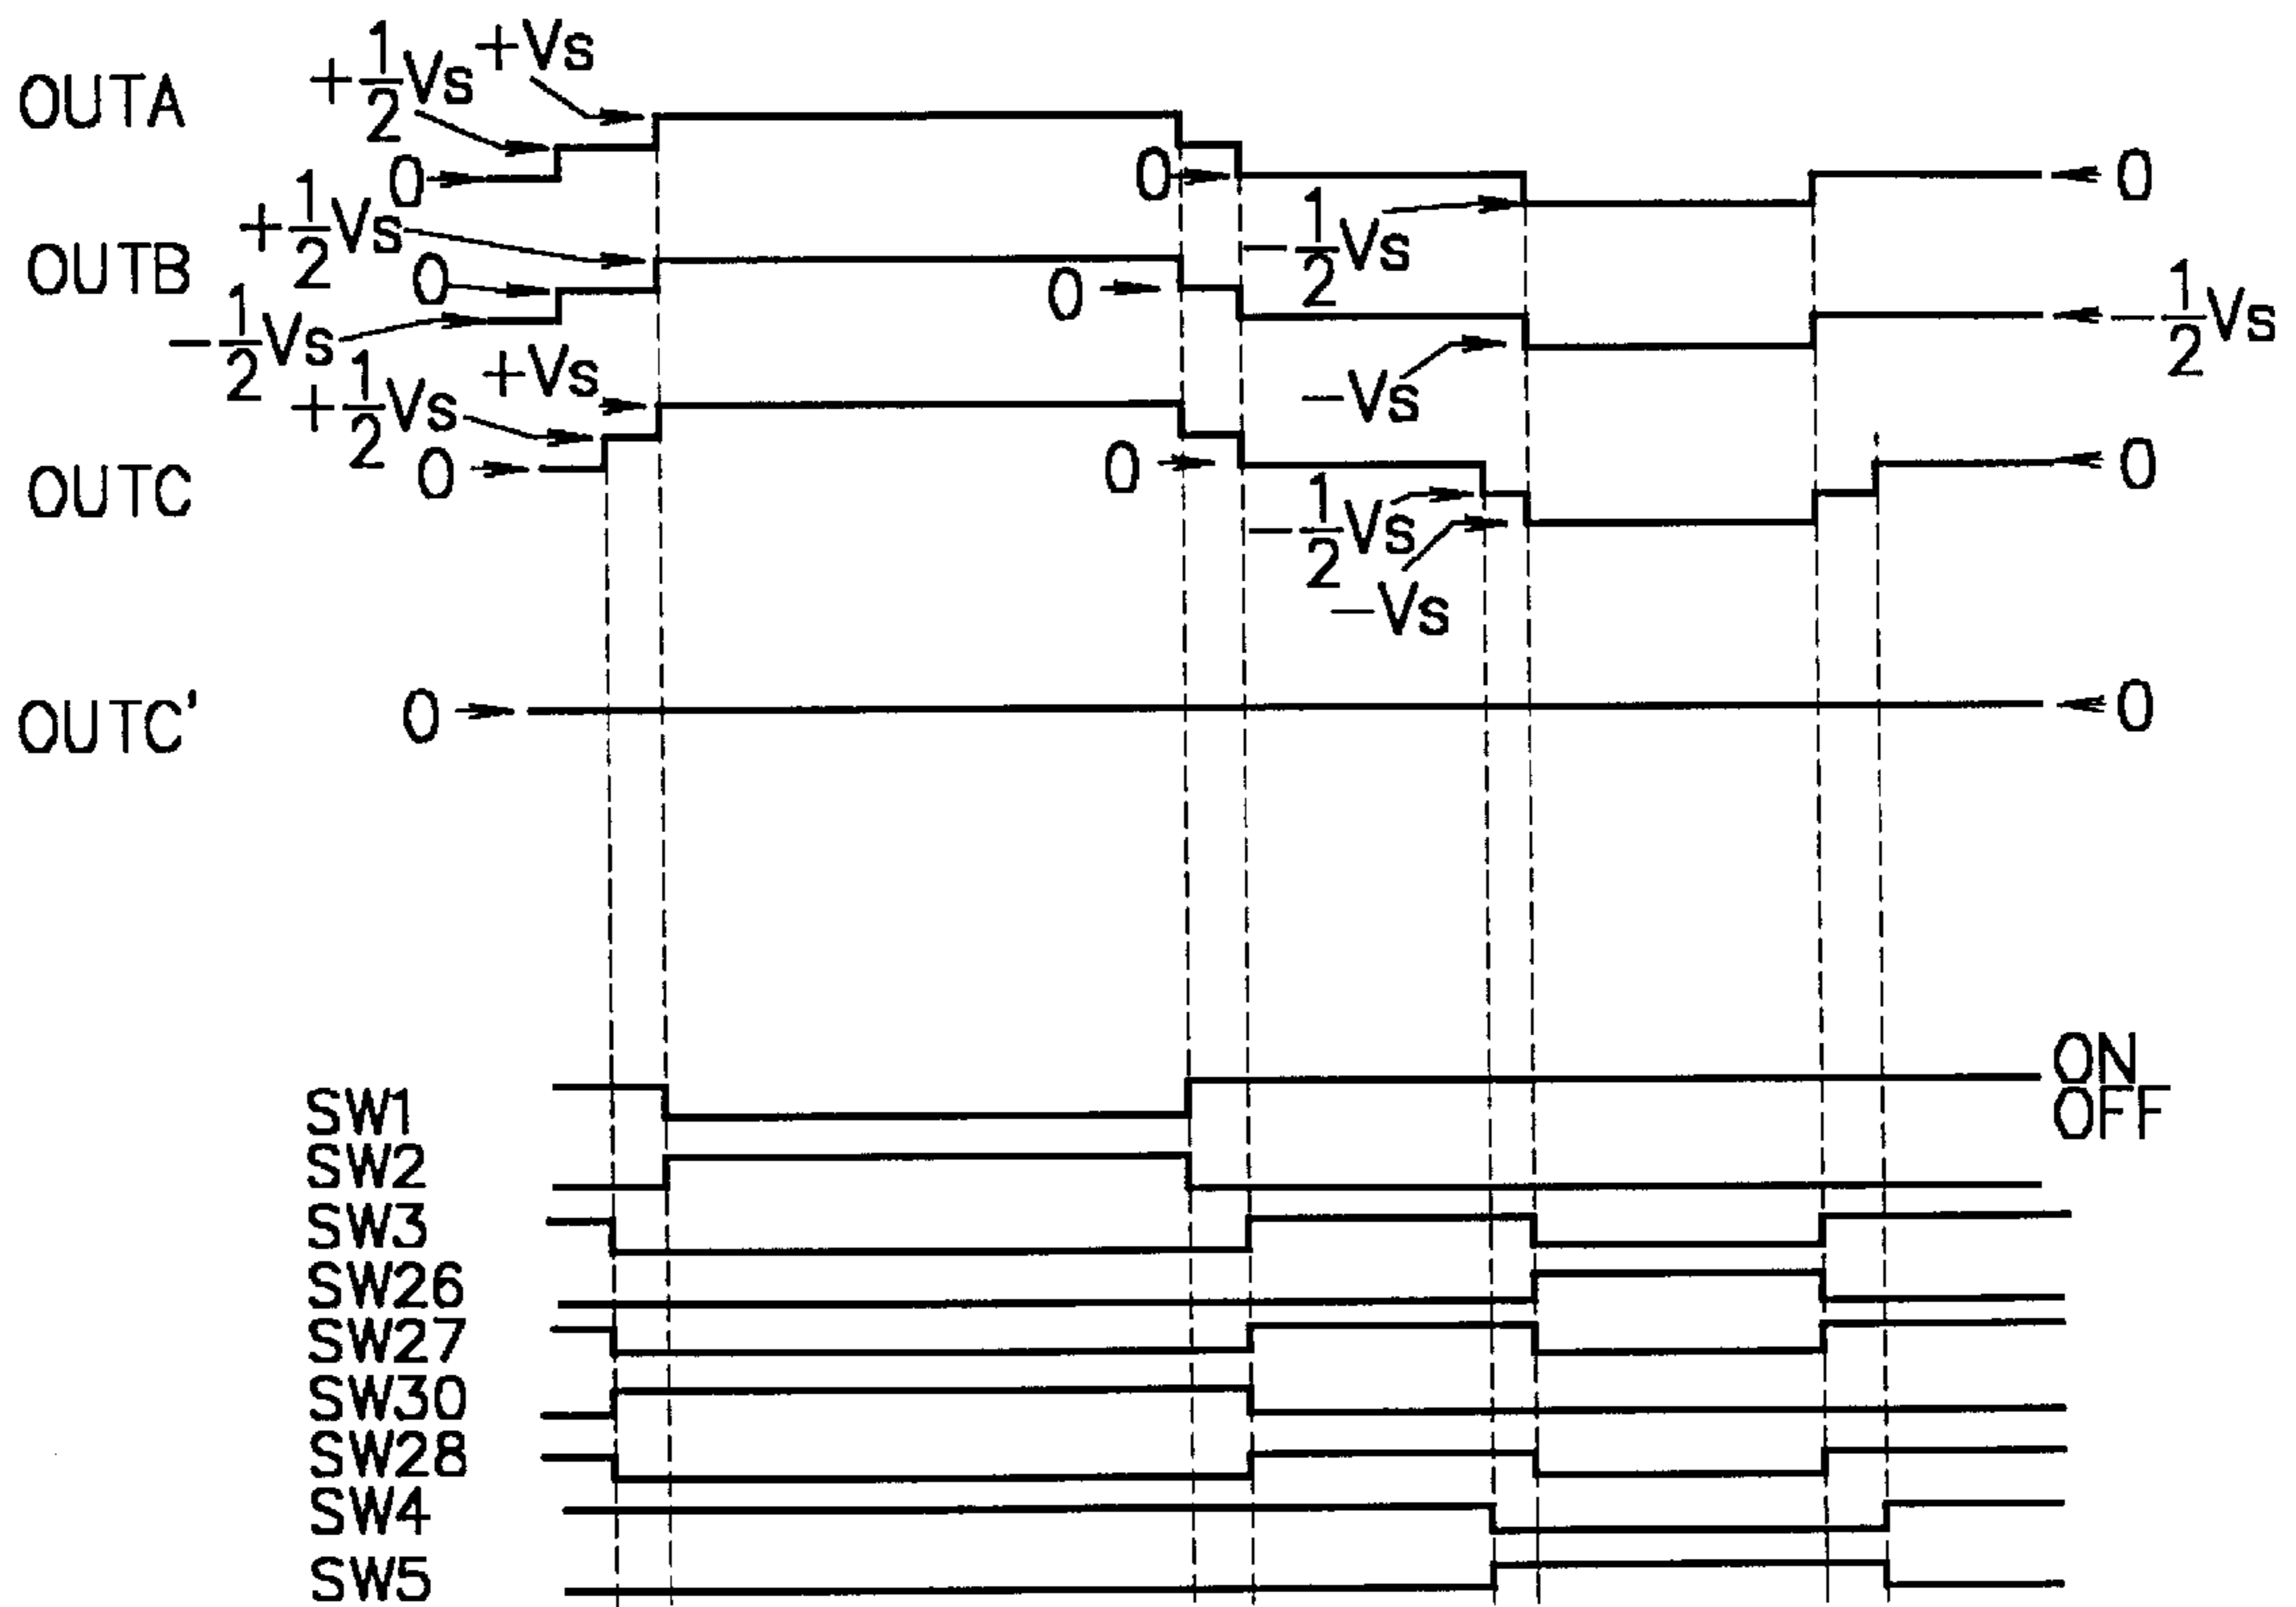 OUTA
+1/2Vs
+Vs
0
0
-1/2Vs
0
OUTB
+1/2Vs
0
-1/2Vs
0
-Vs
-1/2Vs
OUTC
+1/2Vs
+Vs
0
0
-1/2Vs
-Vs
0
OUTC'
0
0
ON
OFF
SW1
SW2
SW3
SW26
SW27
SW30
SW28
SW4
SW5